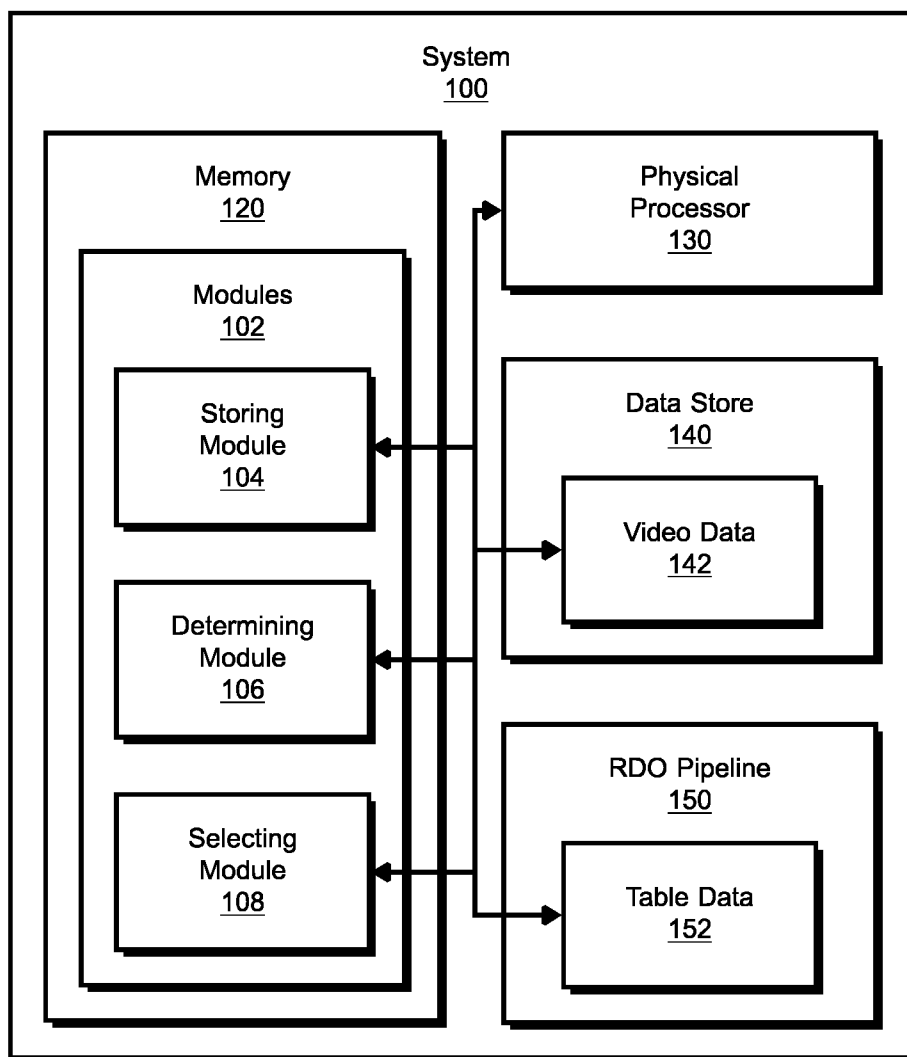 System
100
Memory
120
Modules
102
Storing
Module
104
Determining
Module
106
Selecting
Module
108
Physical
Processor
130
Data Store
140
Video Data
142
RDO Pipeline
150
Table Data
152